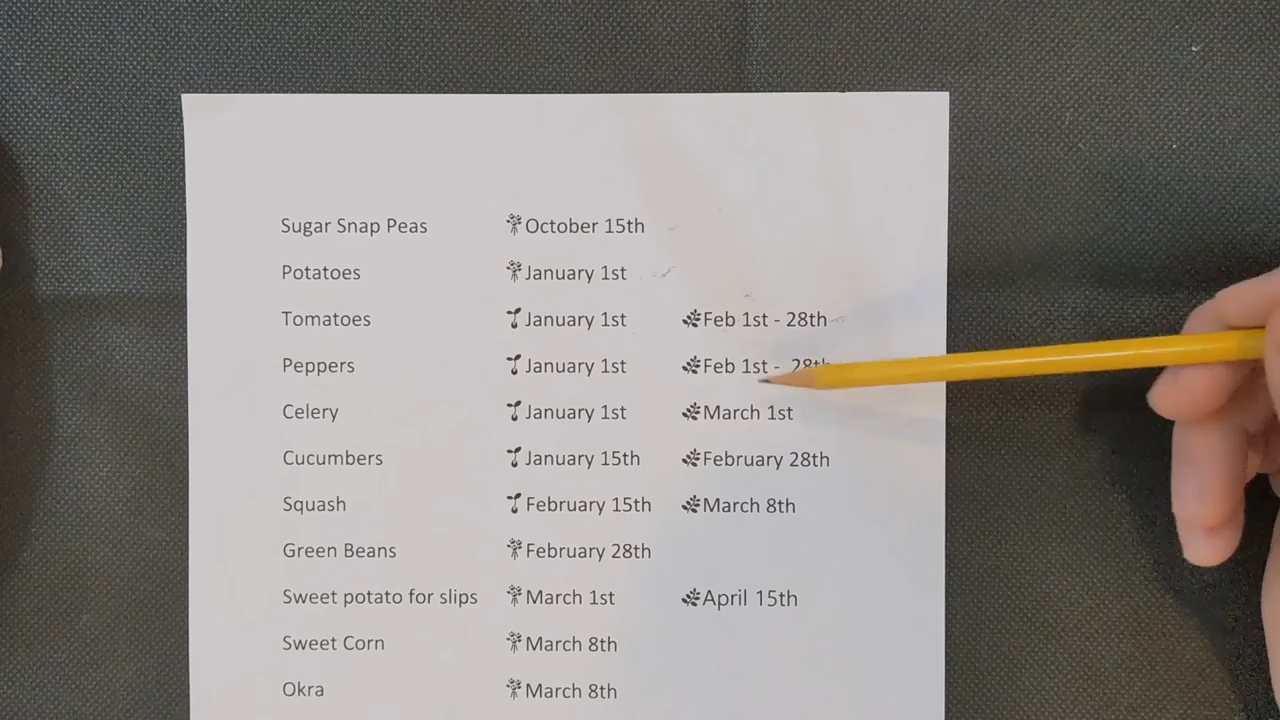 Sugar Snap Peas October 15th
Potatoes January 1st
Tomatoes January 1st Feb 1st - 28th
Peppers January 1st Feb 1st - 28th
Celery January 1st March 1st
Cucumbers January 15th February 28th
Squash February 15th March 8th
Green Beans February 28th
Sweet potato for slips March 1st April 15th
Sweet Corn March 8th
Okra March 8th